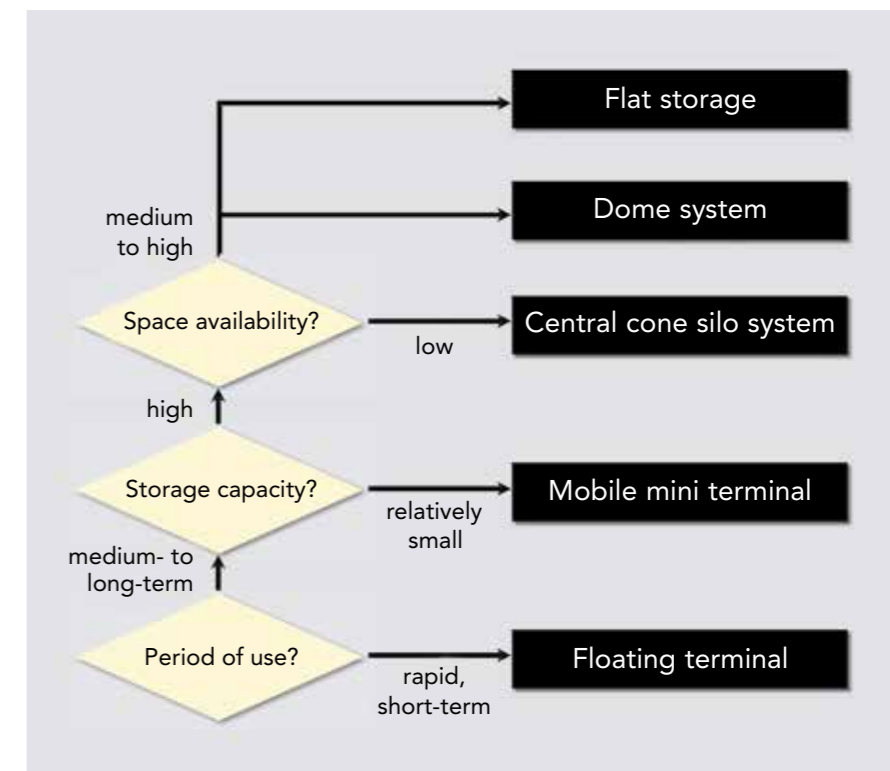 Flat storage
Dome system
medium
to high
Space availability?
low
Central cone silo system
high
Storage capacity?
relatively
small
Mobile mini terminal
medium- to
long-term
Period of use?
rapid,
short-term
Floating terminal